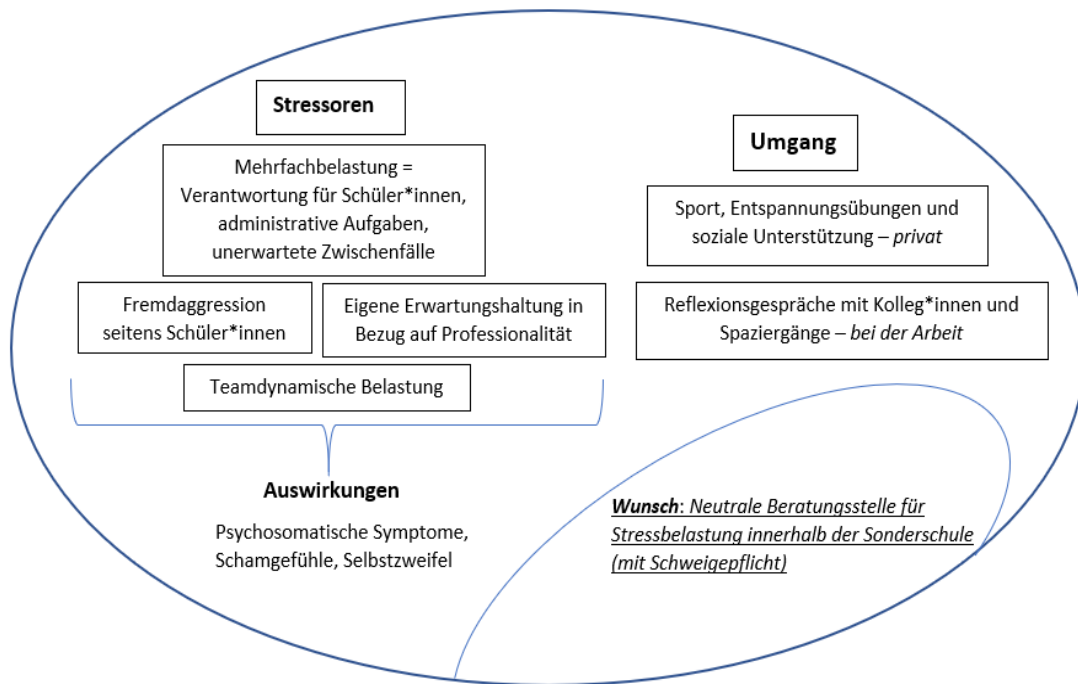 Stressoren
Mehrfachbelastung =
Verantwortung für Schüler*innen,
administrative Aufgaben,
unerwartete Zwischenfälle
Fremdaggression
seitens Schüler*innen
Eigene Erwartungshaltung in
Bezug auf Professionalität
Teamdynamische Belastung
Auswirkungen
Psychosomatische Symptome,
Schamgefühle, Selbstzweifel
Umgang
Sport, Entspannungsübungen und
soziale Unterstützung – privat
Reflexionsgespräche mit Kolleg*innen und
Spaziergänge – bei der Arbeit
Wunsch: Neutrale Beratungsstelle für
Stressbelastung innerhalb der Sonderschule
(mit Schweigepflicht)